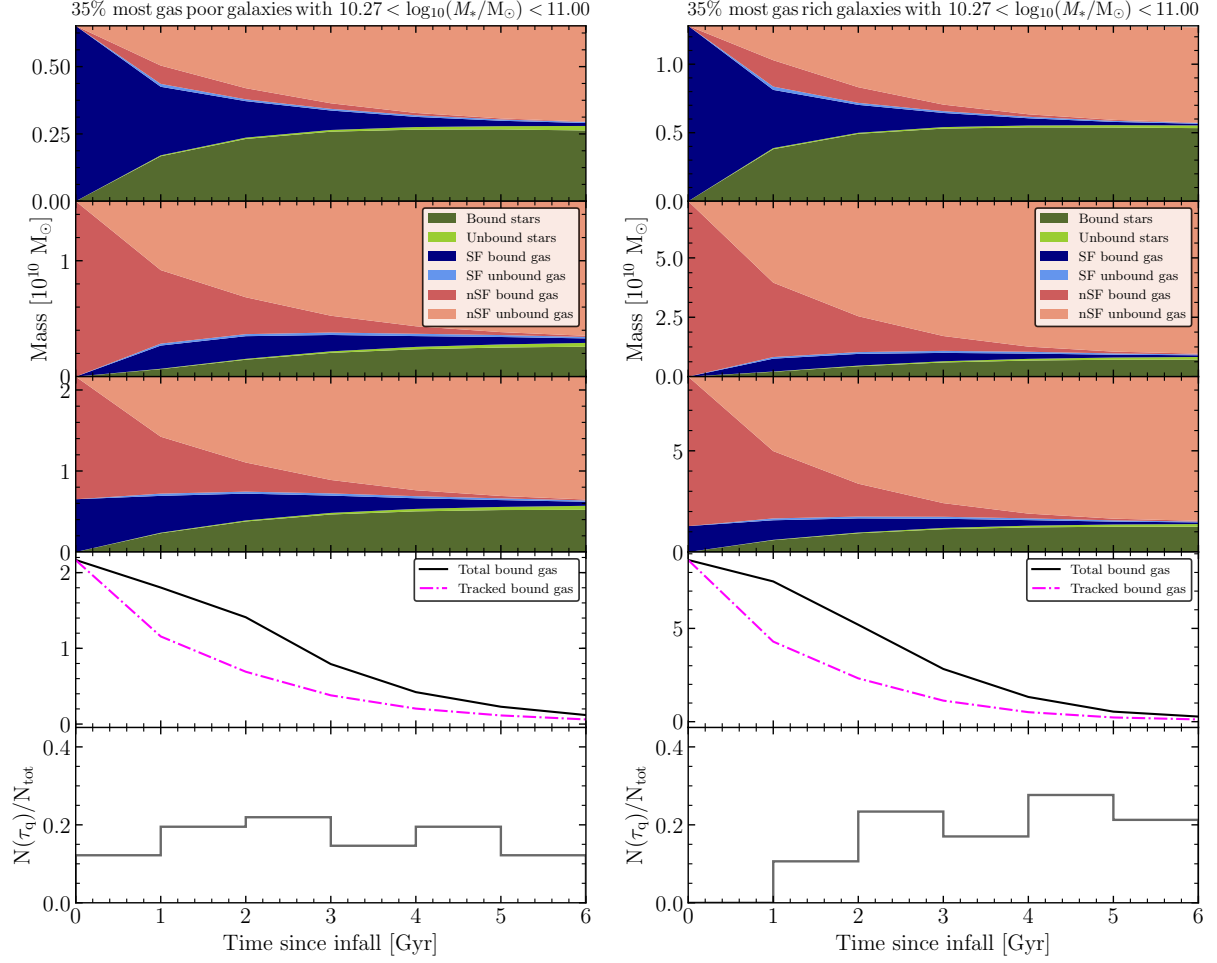 35% most gas poor galaxies with 10.27 < log₁₀(M∗/M⊙) < 11.00
0.50
0.25
0.00
Bound stars
Unbound stars
SF bound gas
SF unbound gas
nSF bound gas
nSF unbound gas
1
0
Mass [10¹⁰ M⊙]
2
1
0
Total bound gas
Tracked bound gas
2
1
0
0.4
0.2
0.0
N(τq)/Ntot
0 1 2 3 4 5 6
Time since infall [Gyr]
35% most gas rich galaxies with 10.27 < log₁₀(M∗/M⊙) < 11.00
1.0
0.5
0.0
Bound stars
Unbound stars
SF bound gas
SF unbound gas
nSF bound gas
nSF unbound gas
5.0
2.5
0.0
Mass [10¹⁰ M⊙]
5
0
Total bound gas
Tracked bound gas
5
0
0.4
0.2
0.0
N(τq)/Ntot
0 1 2 3 4 5 6
Time since infall [Gyr]